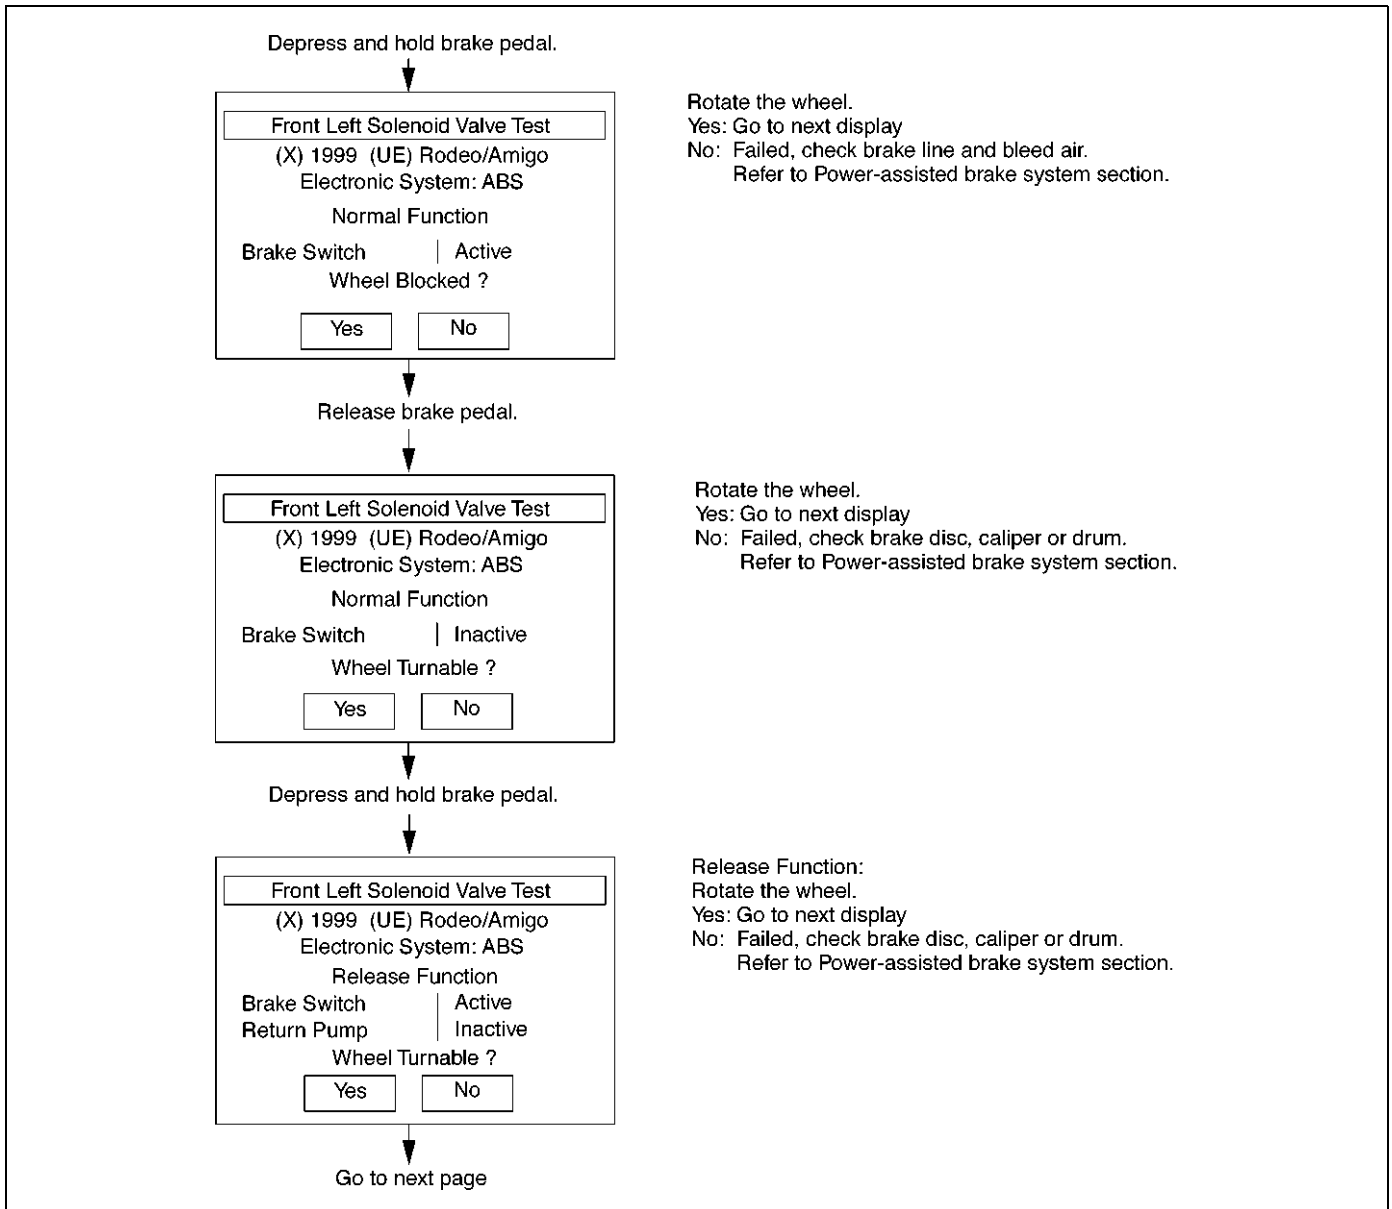 Depress and hold brake pedal.
Front Left Solenoid Valve Test
(X) 1999 (UE) Rodeo/Amigo
Electronic System: ABS
Normal Function
Brake Switch | Active
Wheel Blocked ?
Yes No
Rotate the wheel.
Yes: Go to next display
No: Failed, check brake line and bleed air.
Refer to Power-assisted brake system section.
Release brake pedal.
Front Left Solenoid Valve Test
(X) 1999 (UE) Rodeo/Amigo
Electronic System: ABS
Normal Function
Brake Switch | Inactive
Wheel Turnable ?
Yes No
Rotate the wheel.
Yes: Go to next display
No: Failed, check brake disc, caliper or drum.
Refer to Power-assisted brake system section.
Depress and hold brake pedal.
Front Left Solenoid Valve Test
(X) 1999 (UE) Rodeo/Amigo
Electronic System: ABS
Release Function
Brake Switch | Active
Return Pump | Inactive
Wheel Turnable ?
Yes No
Release Function:
Rotate the wheel.
Yes: Go to next display
No: Failed, check brake disc, caliper or drum.
Refer to Power-assisted brake system section.
Go to next page